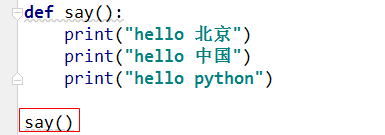 def say():
    print("hello 北京")
    print("hello 中国")
    print("hello python")
say()